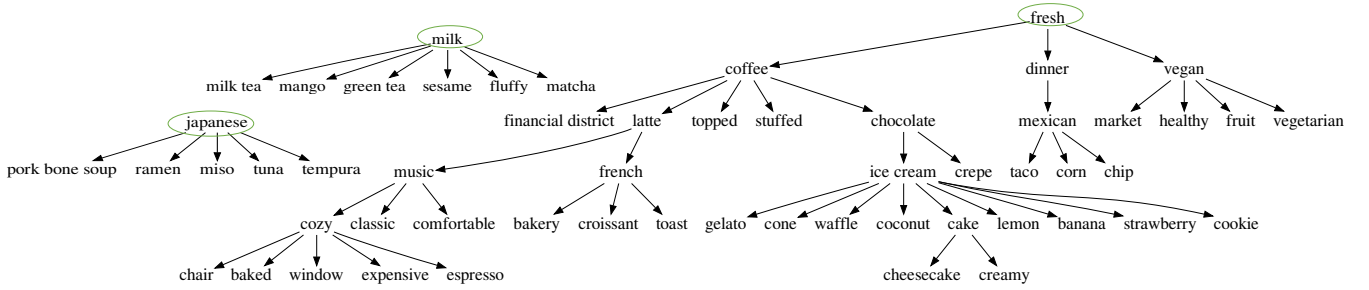 fresh
milk
coffee dinner vegan
milk tea mango green tea sesame fluffy matcha
japanese financial district latte topped stuffed chocolate mexican market healthy fruit vegetarian
pork bone soup ramen miso tuna tempura music french ice cream crepe taco corn chip
cozy classic comfortable bakery croissant toast gelato cone waffle coconut cake lemon banana strawberry cookie
chair baked window expensive espresso cheesecake creamy